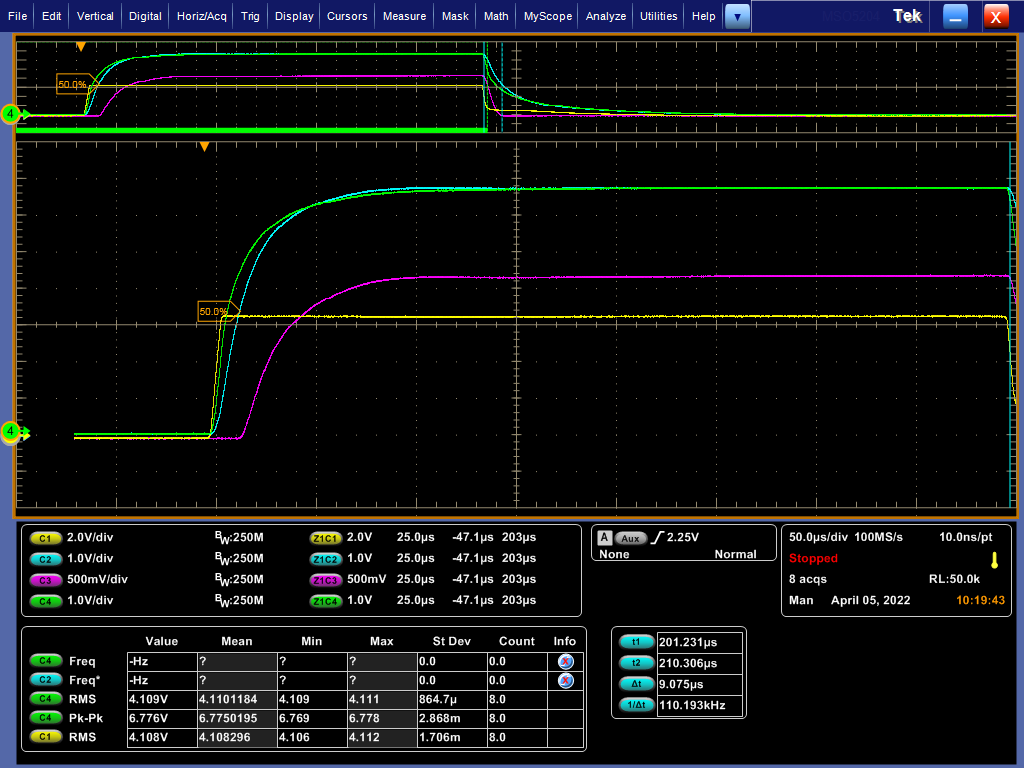 File Edit Vertical Digital Horiz/Acq Trig Display Cursors Measure Mask Math MyScope Analyze Utilities Help Tek X
50.0%
4
50.0%
4
C1 2.0V/div BW:250M Z1C1 2.0V 25.0µs -47.1µs 203µs
C2 1.0V/div BW:250M Z1C2 1.0V 25.0µs -47.1µs 203µs
C3 500mV/div BW:250M Z1C3 500mV 25.0µs -47.1µs 203µs
C4 1.0V/div BW:250M Z1C4 1.0V 25.0µs -47.1µs 203µs
A Aux 2.25V
None Normal
50.0µs/div 100MS/s 10.0ns/pt
Stopped
8 acqs RL:50.0k
Man April 05, 2022 10:19:43
Value Mean Min Max St Dev Count Info
C4 Freq -Hz ? ? ? 0.0 0.0 X
C2 Freq* -Hz ? ? ? 0.0 0.0 X
C4 RMS 4.109V 4.1101184 4.109 4.111 864.7µ 8.0
C4 Pk-Pk 6.776V 6.7750195 6.769 6.778 2.868m 8.0
C1 RMS 4.108V 4.108296 4.106 4.112 1.706m 8.0
t1 201.231µs
t2 210.306µs
Δt 9.075µs
1/Δt 110.193kHz